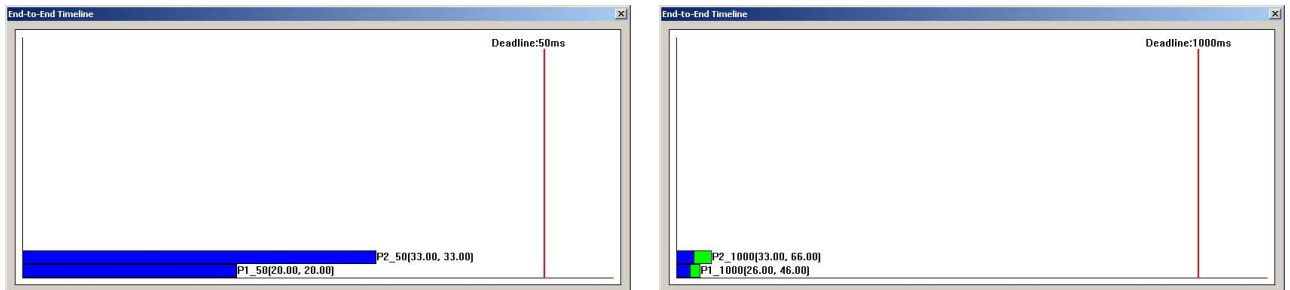 End-to-End Timeline
Deadline:50ms
P2_50(33.00, 33.00)
P1_50(20.00, 20.00)
End-to-End Timeline
Deadline:1000ms
P2_1000(33.00, 66.00)
P1_1000(26.00, 46.00)